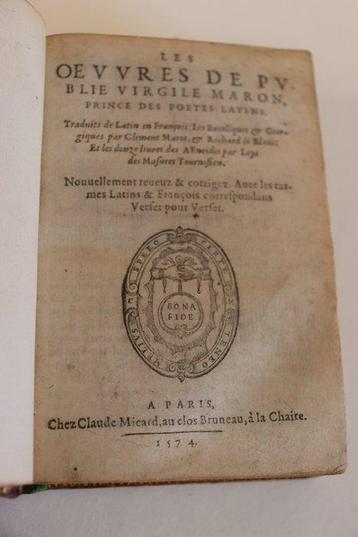 LES
OEVVRES DE PV-
BLIE VIRGILE MARON,
PRINCE DES POETES LATINS.
Traduits de Latin en François: Les Bucoliques & Geor-
giques par Clement Marot, & Richard le Blanc:
Et les douze liures des AEneides par Loys
des Masures Tournisien.
Nouuellement reueuz & corrigez. Auec les car-
mes Latins & François correspondans
Verset pour Verset.
BONA
FIDE
A PARIS,
Chez Claude Micard, au clos Bruneau, à la Chaire.
1574.